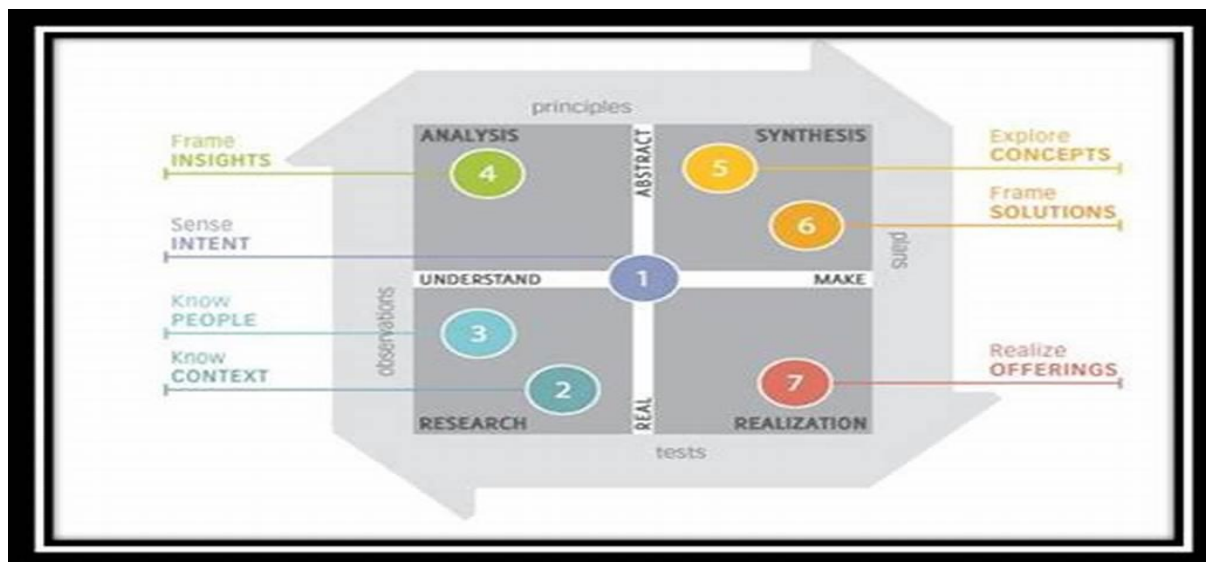 principles
ANALYSIS
SYNTHESIS
ABSTRACT
Frame
INSIGHTS
4
5
Explore
CONCEPTS
6
Frame
SOLUTIONS
Sense
INTENT
plans
UNDERSTAND
1
MAKE
Know
PEOPLE
3
observations
Know
CONTEXT
2
7
Realize
OFFERINGS
RESEARCH
REAL
REALIZATION
tests